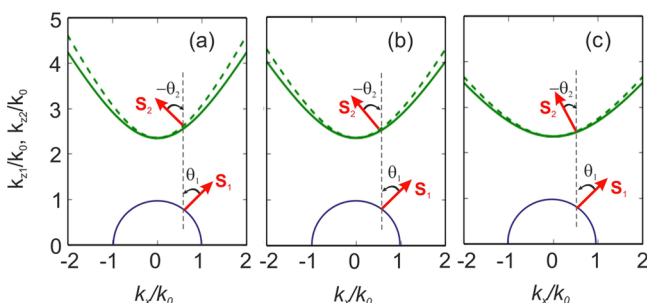 (a) (b) (c)
k_z1/k_0, k_z2/k_0
5
4
3
2
1
0
−θ_2 −θ_2 −θ_2
S_2 S_2 S_2
θ_1 θ_1 θ_1
S_1 S_1 S_1
-2 -1 0 1 2 -2 -1 0 1 2 -2 -1 0 1 2
k_x/k_0 k_x/k_0 k_x/k_0